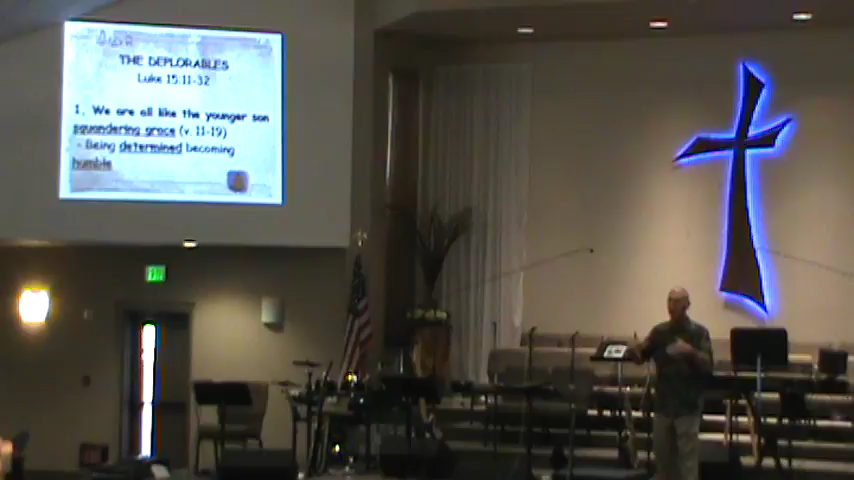 THE DEPLORABLES
Luke 15:11-32
1. We are all like the younger son
squandering grace (v. 11-19)
- Being determined becoming
humble